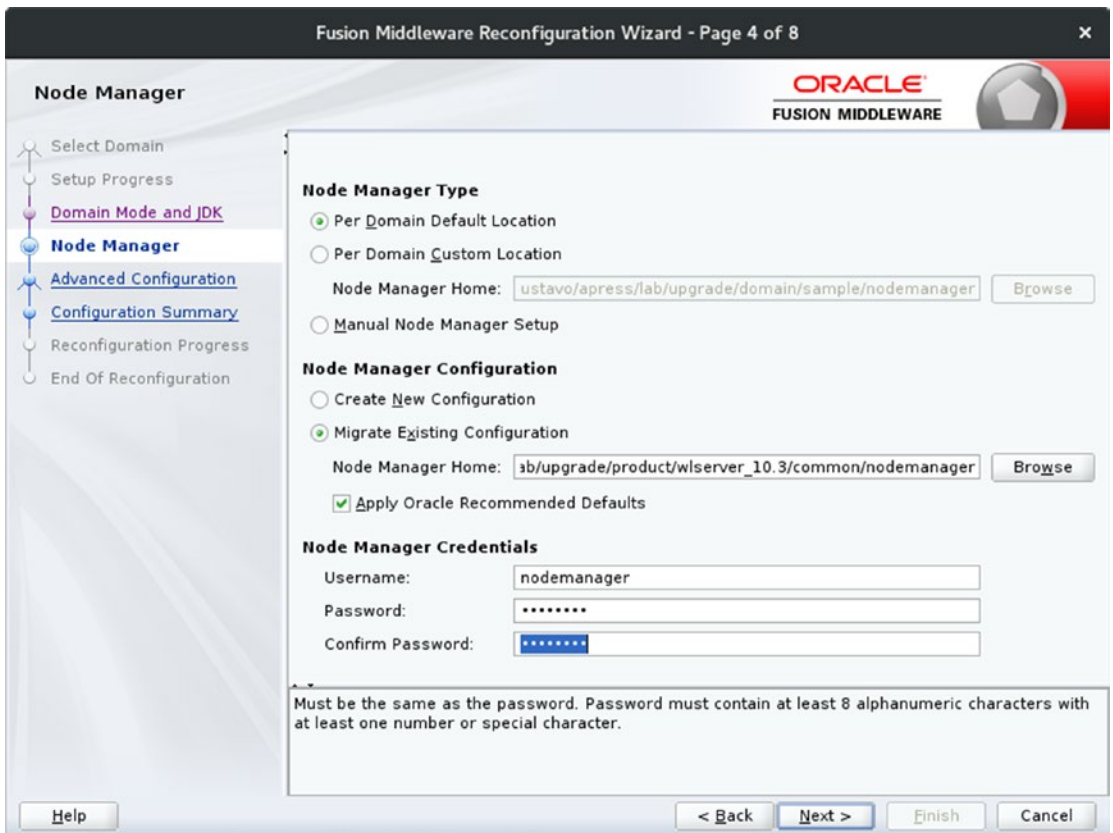 Fusion Middleware Reconfiguration Wizard - Page 4 of 8
Node Manager
ORACLE
FUSION MIDDLEWARE
Select Domain
Setup Progress
Domain Mode and JDK
Node Manager
Advanced Configuration
Configuration Summary
Reconfiguration Progress
End Of Reconfiguration
Node Manager Type
Per Domain Default Location
Per Domain Custom Location
Node Manager Home: ustavo/apress/lab/upgrade/domain/sample/nodemanager Browse
Manual Node Manager Setup
Node Manager Configuration
Create New Configuration
Migrate Existing Configuration
Node Manager Home: ab/upgrade/product/wlserver_10.3/common/nodemanager Browse
Apply Oracle Recommended Defaults
Node Manager Credentials
Username: nodemanager
Password: ••••••••
Confirm Password: ••••••••
Must be the same as the password. Password must contain at least 8 alphanumeric characters with
at least one number or special character.
Help < Back Next > Finish Cancel